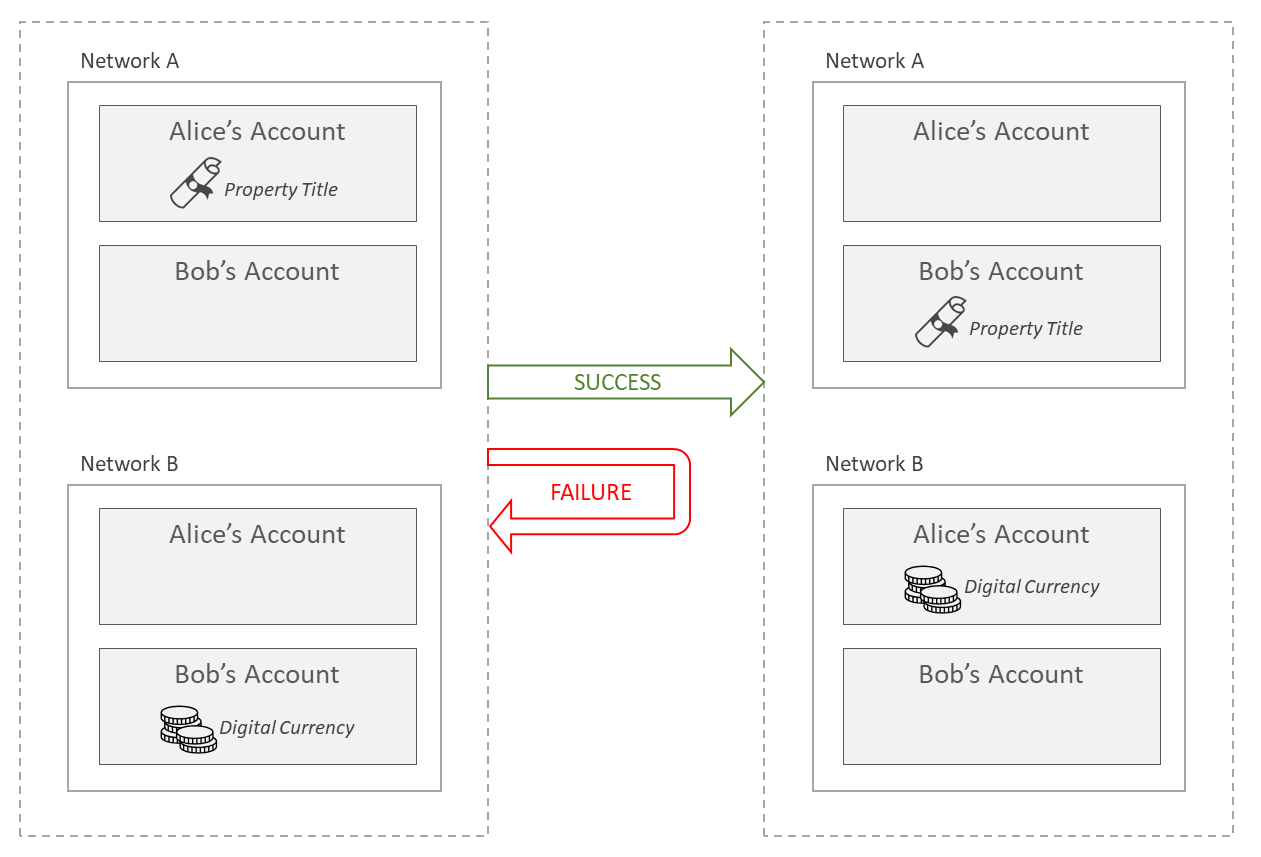 Network A
Alice’s Account
Property Title
Bob’s Account
Network B
Alice’s Account
Bob’s Account
Digital Currency
SUCCESS
FAILURE
Network A
Alice’s Account
Bob’s Account
Property Title
Network B
Alice’s Account
Digital Currency
Bob’s Account